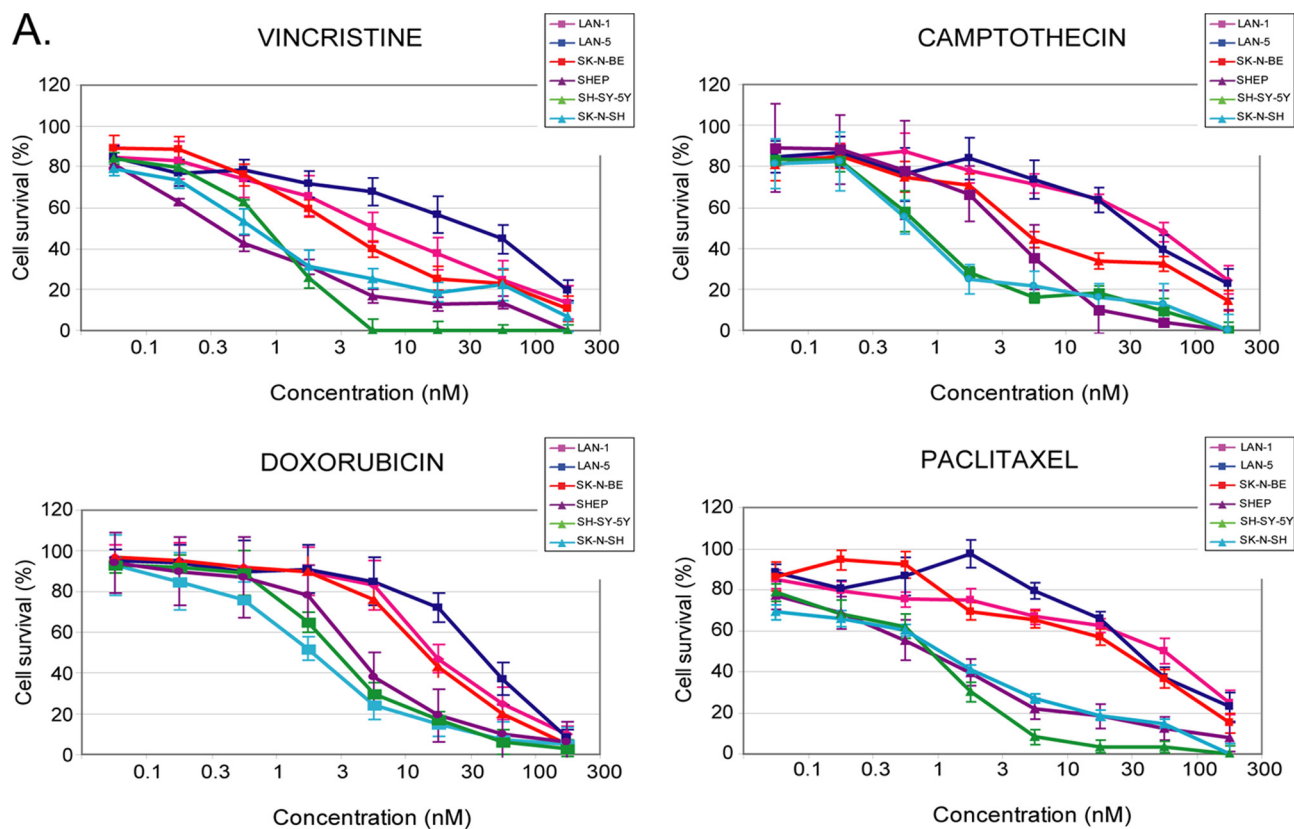 A.
VINCRISTINE
LAN-1
LAN-5
SK-N-BE
SHEP
SH-SY-5Y
SK-N-SH
Cell survival (%)
120
100
80
60
40
20
0
0.1 0.3 1 3 10 30 100 300
Concentration (nM)
CAMPTOTHECIN
LAN-1
LAN-5
SK-N-BE
SHEP
SH-SY-5Y
SK-N-SH
Cell survival (%)
120
100
80
60
40
20
0
0.1 0.3 1 3 10 30 100 300
Concentration (nM)
DOXORUBICIN
LAN-1
LAN-5
SK-N-BE
SHEP
SH-SY-5Y
SK-N-SH
Cell survival (%)
120
100
80
60
40
20
0
0.1 0.3 1 3 10 30 100 300
Concentration (nM)
PACLITAXEL
LAN-1
LAN-5
SK-N-BE
SHEP
SH-SY-5Y
SK-N-SH
Cell survival (%)
120
100
80
60
40
20
0
0.1 0.3 1 3 10 30 100 300
Concentration (nM)